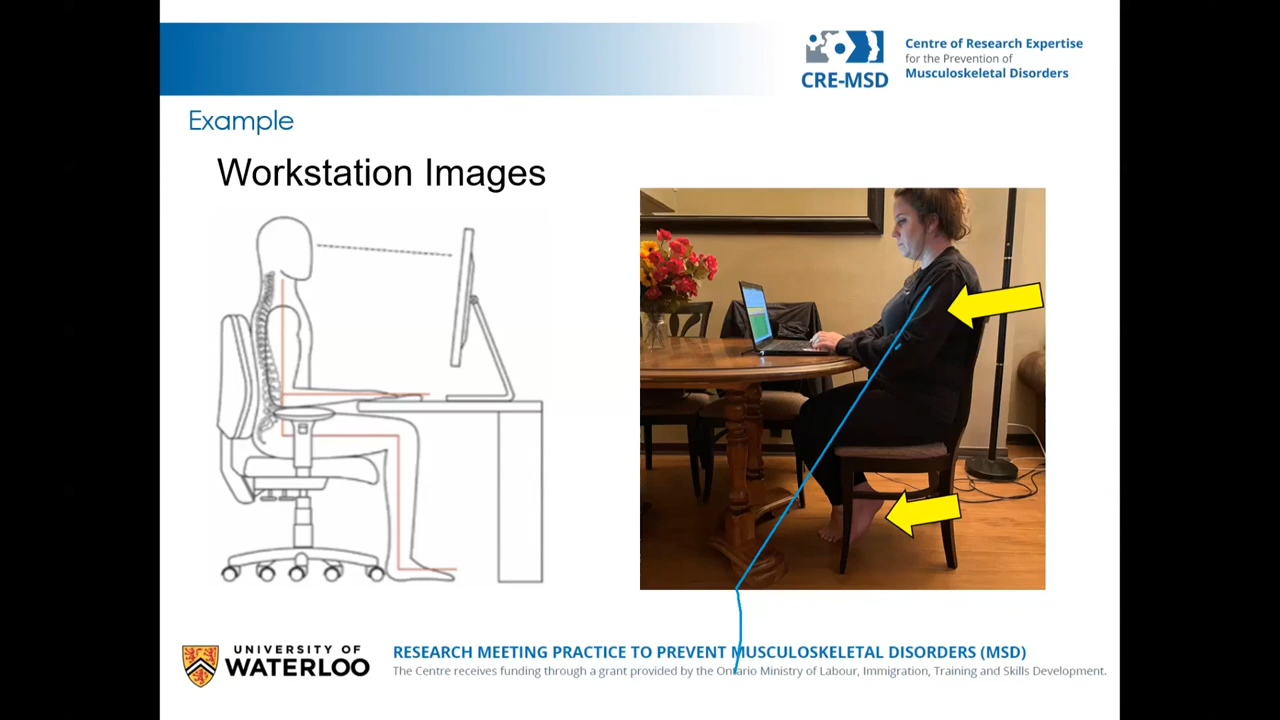 CRE-MSD
Centre of Research Expertise
for the Prevention of
Musculoskeletal Disorders
Example
Workstation Images
UNIVERSITY OF
WATERLOO
RESEARCH MEETING PRACTICE TO PREVENT MUSCULOSKELETAL DISORDERS (MSD)
The Centre receives funding through a grant provided by the Ontario Ministry of Labour, Immigration, Training and Skills Development.